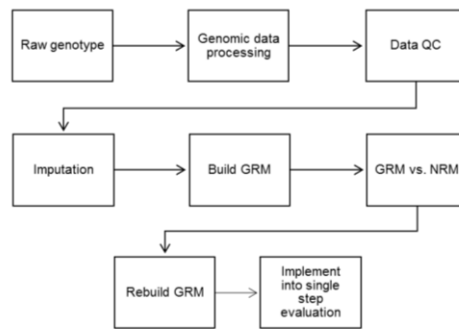 Raw genotype
Genomic data
processing
Data QC
Imputation
Build GRM
GRM vs. NRM
Rebuild GRM
Implement
into single
step
evaluation